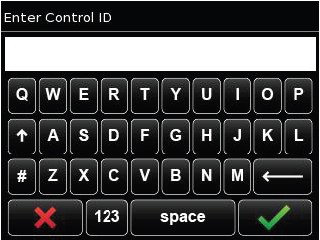 Enter Control ID
Q W E R T Y U I O P
A S D F G H J K L
# Z X C V B N M
123 space